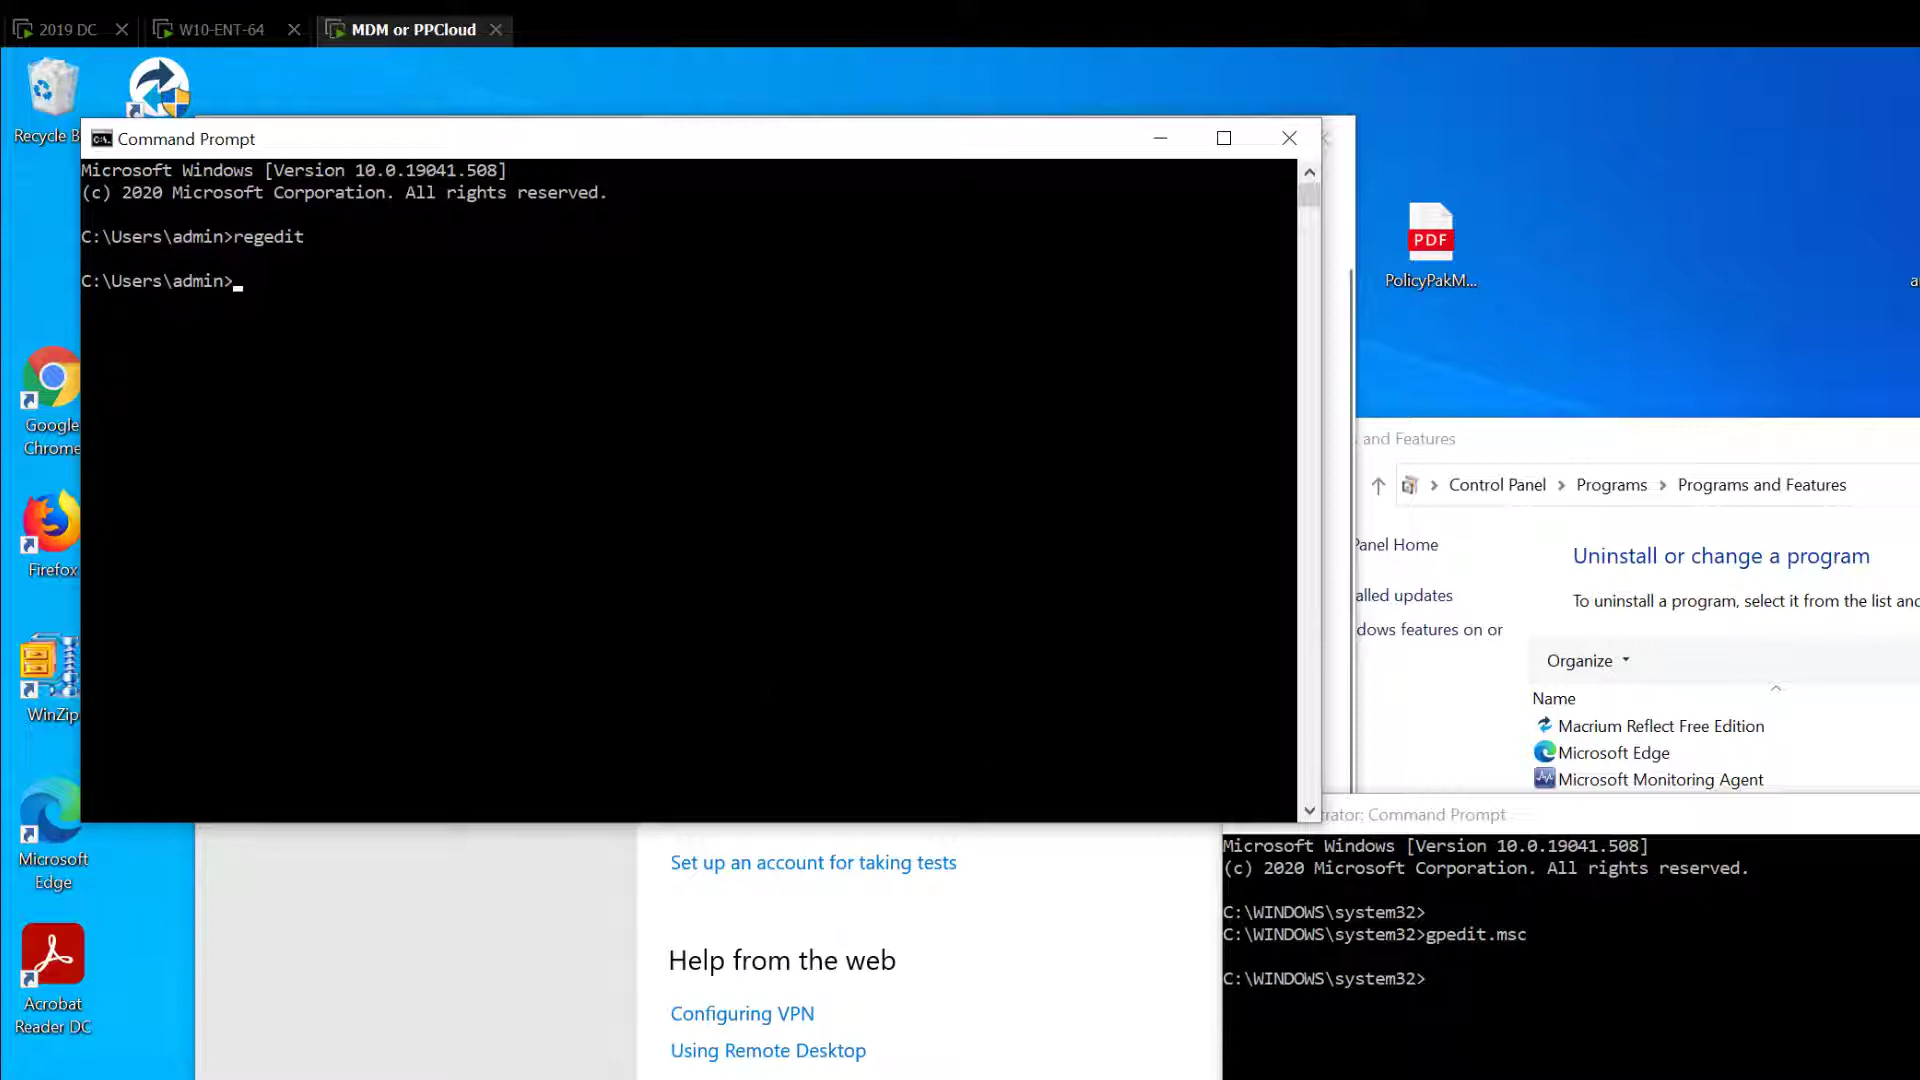 2019 DC
W10-ENT-64
MDM or PPCloud
Recycle B
Command Prompt
Microsoft Windows [Version 10.0.19041.508]
(c) 2020 Microsoft Corporation. All rights reserved.
C:\Users\admin>regedit
C:\Users\admin>
PDF
PolicyPakM...
Google
Chrome
Firefox
WinZip
Microsoft
Edge
Acrobat
Reader DC
and Features
Control Panel > Programs > Programs and Features
Panel Home
alled updates
dows features on or
Uninstall or change a program
To uninstall a program, select it from the list and
Organize
Name
Macrium Reflect Free Edition
Microsoft Edge
Microsoft Monitoring Agent
Set up an account for taking tests
Help from the web
Configuring VPN
Using Remote Desktop
trator: Command Prompt
Microsoft Windows [Version 10.0.19041.508]
(c) 2020 Microsoft Corporation. All rights reserved.
C:\WINDOWS\system32>
C:\WINDOWS\system32>gpedit.msc
C:\WINDOWS\system32>